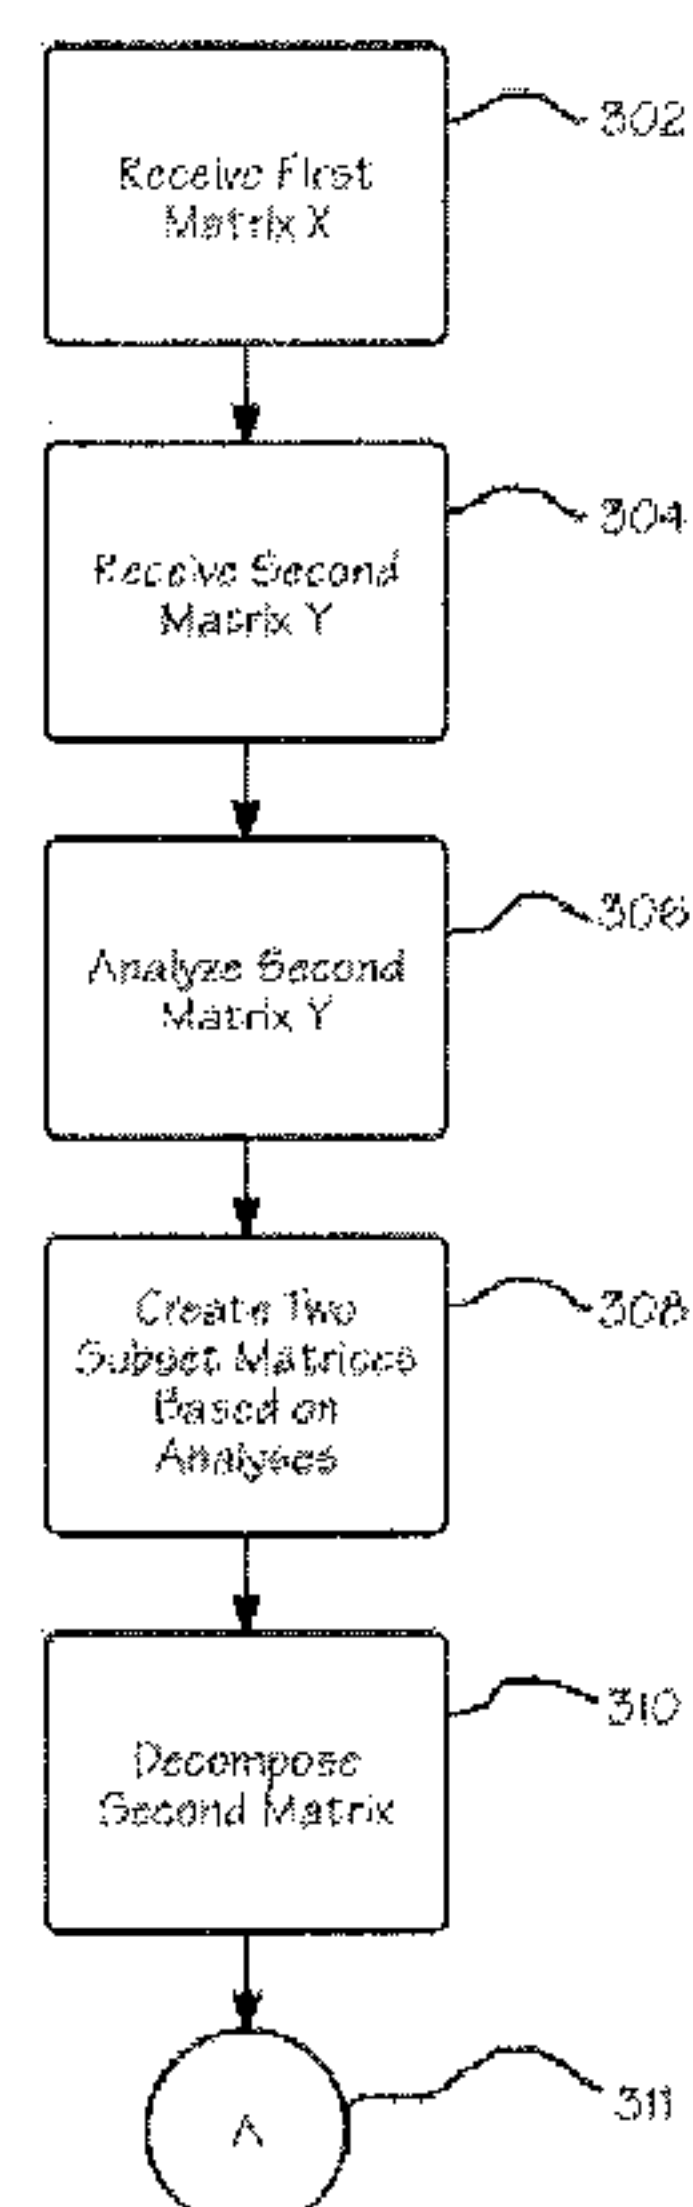 Receive First
Matrix X
302
Receive Second
Matrix Y
304
Analyze Second
Matrix Y
306
Create Two
Subset Matrices
Based on
Analyses
308
Decompose
Second Matrix
310
A
311